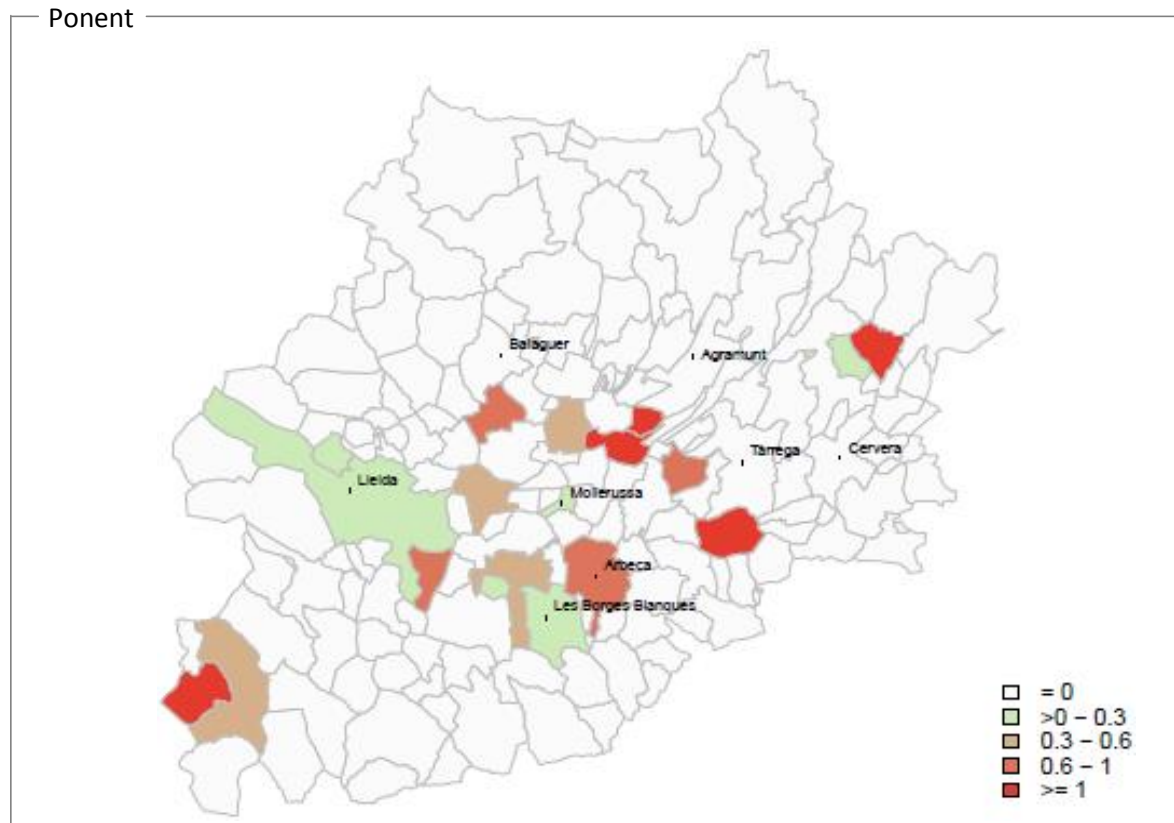 Ponent
Balaguer
Agramunt
Tàrrega
Cervera
Lleida
Mollerussa
Arbeca
Les Borges Blanques
= 0
>0 – 0.3
0.3 – 0.6
0.6 – 1
>= 1